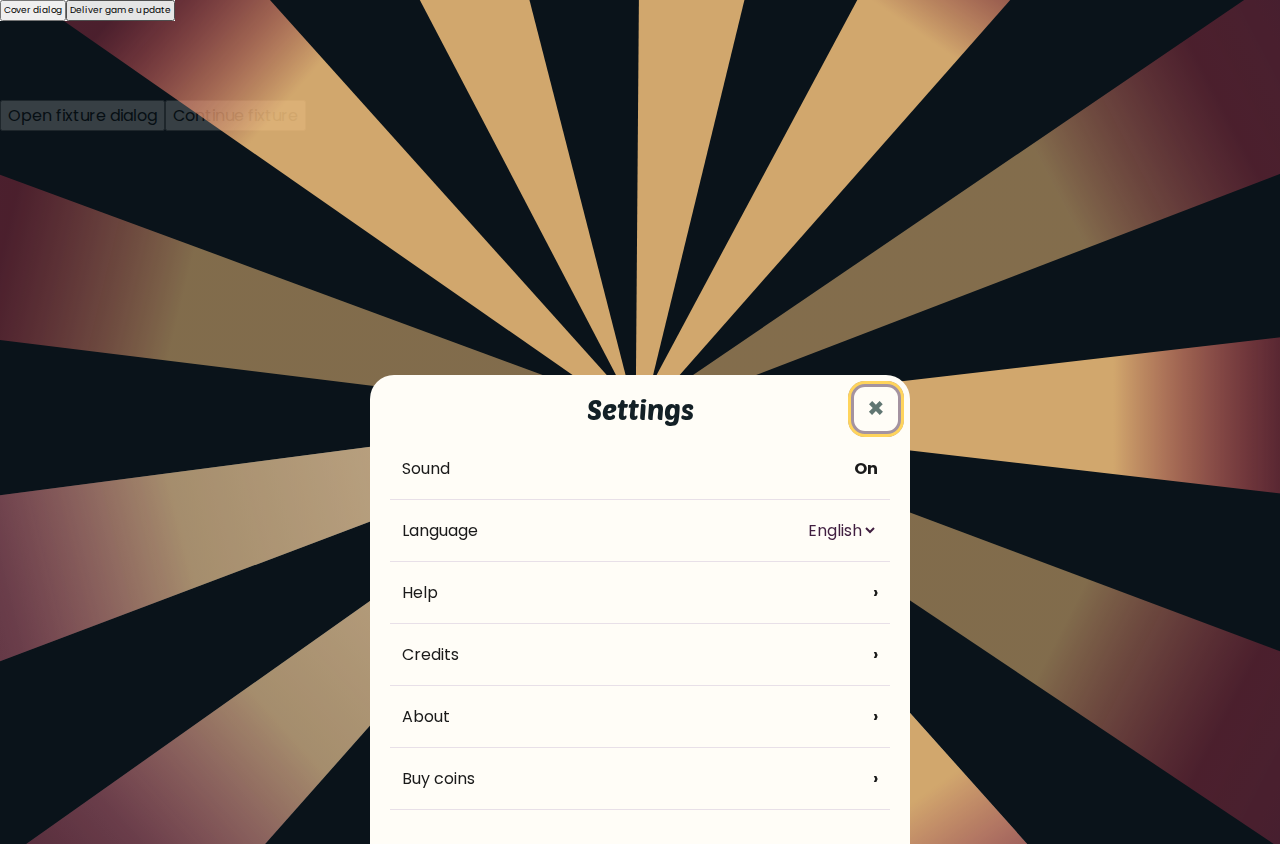 Cover dialog Deliver game update
Open fixture dialog Continue fixture
Settings
✖
Sound On
Language English
Help ›
Credits ›
About ›
Buy coins ›